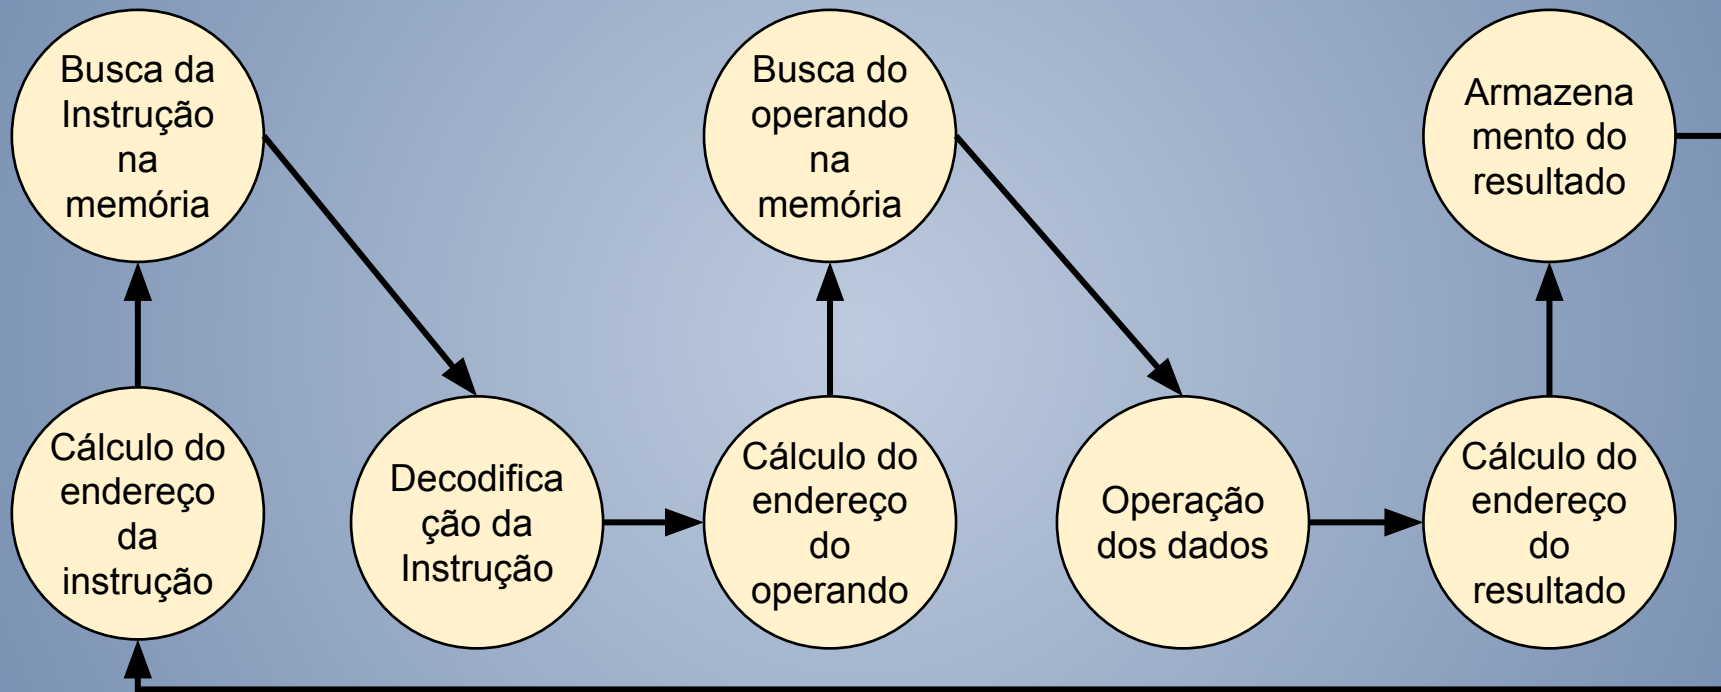 Busca da
Instrução
na
memória
Busca do
operando
na
memória
Armazena
mento do
resultado
Cálculo do
endereço
da
instrução
Decodifica
ção da
Instrução
Cálculo do
endereço
do
operando
Operação
dos dados
Cálculo do
endereço
do
resultado